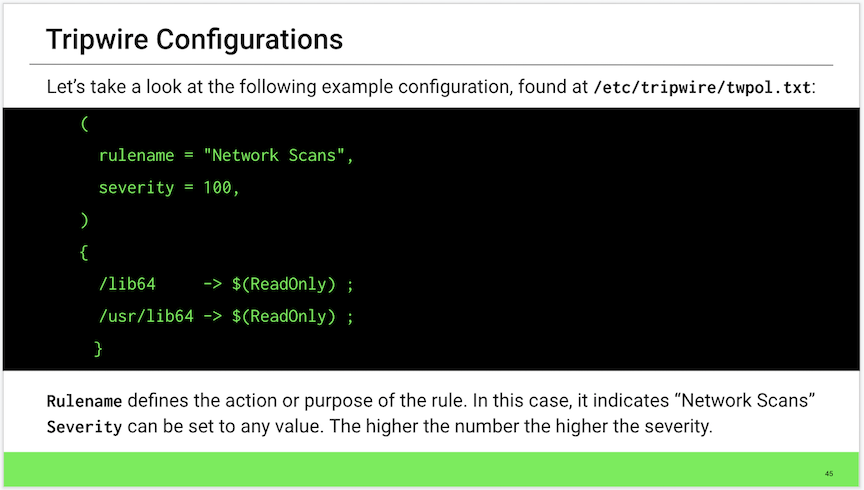 Tripwire Configurations
Let's take a look at the following example configuration, found at /etc/tripwire/twpol.txt:
(
rulename = "Network Scans",
severity = 100,
)
{
/lib64 -> $(ReadOnly) ;
/usr/lib64 -> $(ReadOnly) ;
}
Rulename defines the action or purpose of the rule. In this case, it indicates “Network Scans”
Severity can be set to any value. The higher the number the higher the severity.
45